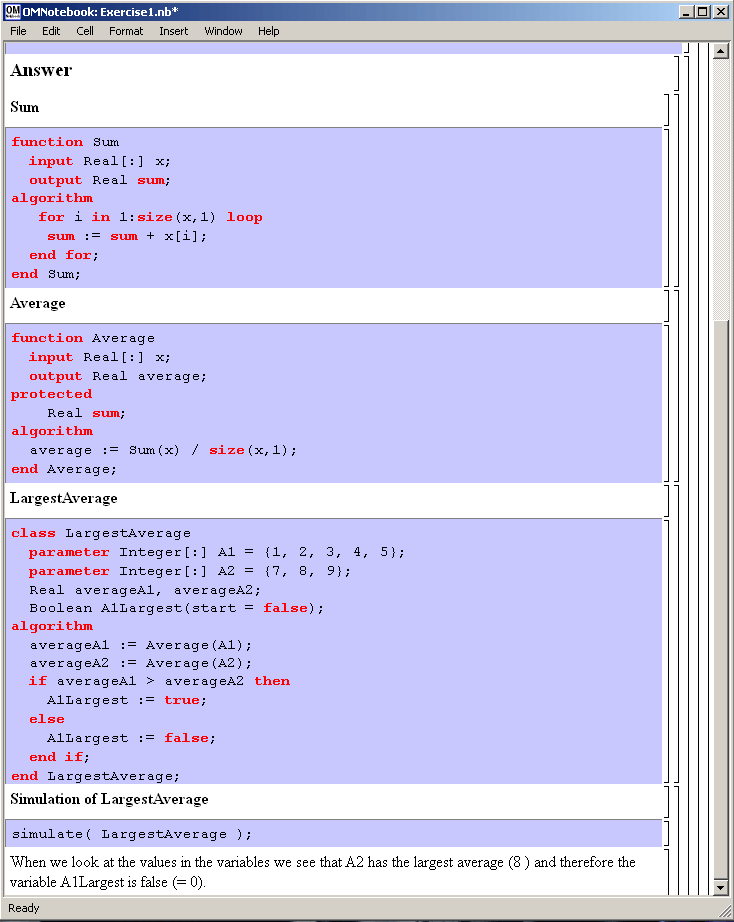 OMNotebook: Exercise1.nb*
File Edit Cell Format Insert Window Help
Answer
Sum
function Sum
input Real[:] x;
output Real sum;
algorithm
for i in 1:size(x,1) loop
sum := sum + x[i];
end for;
end Sum;
Average
function Average
input Real[:] x;
output Real average;
protected
Real sum;
algorithm
average := Sum(x) / size(x,1);
end Average;
LargestAverage
class LargestAverage
parameter Integer[:] A1 = {1, 2, 3, 4, 5};
parameter Integer[:] A2 = {7, 8, 9};
Real averageA1, averageA2;
Boolean A1Largest(start = false);
algorithm
averageA1 := Average(A1);
averageA2 := Average(A2);
if averageA1 > averageA2 then
A1Largest := true;
else
A1Largest := false;
end if;
end LargestAverage;
Simulation of LargestAverage
simulate( LargestAverage );
When we look at the values in the variables we see that A2 has the largest average (8 ) and therefore the
variable A1Largest is false (= 0).
Ready